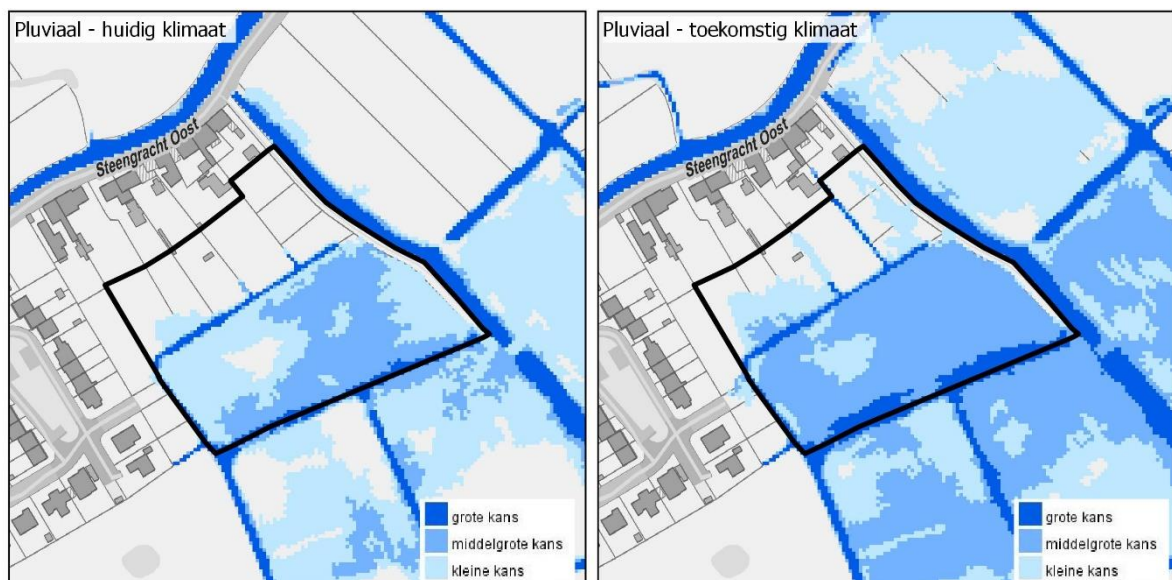 Pluviaal - huidig klimaat
Steengracht Oost
grote kans
middelgrote kans
kleine kans
Pluviaal - toekomstig klimaat
Steengracht Oost
grote kans
middelgrote kans
kleine kans